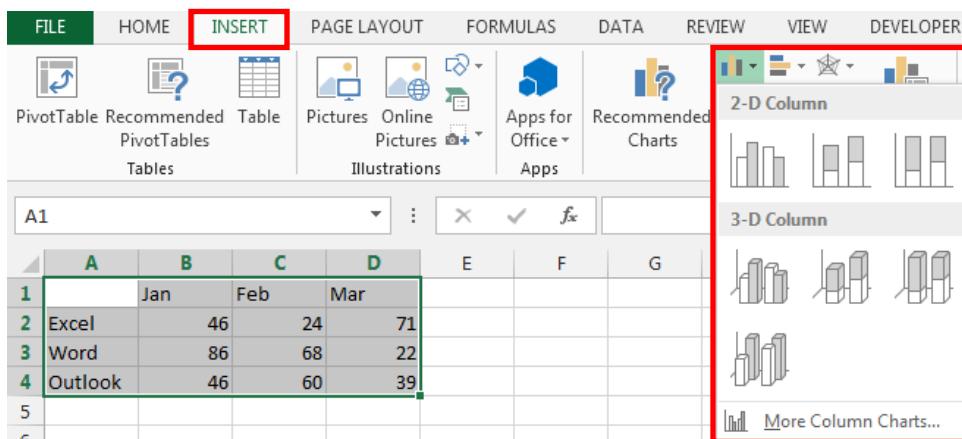 FILE HOME INSERT PAGE LAYOUT FORMULAS DATA REVIEW VIEW DEVELOPER
PivotTable Recommended Table Pictures Online Apps for Recommended
PivotTables Pictures Office Charts
Tables Illustrations Apps
2-D Column
3-D Column
More Column Charts...
A1 fx
A B C D E F G
1 Jan Feb Mar
2 Excel 46 24 71
3 Word 86 68 22
4 Outlook 46 60 39
5